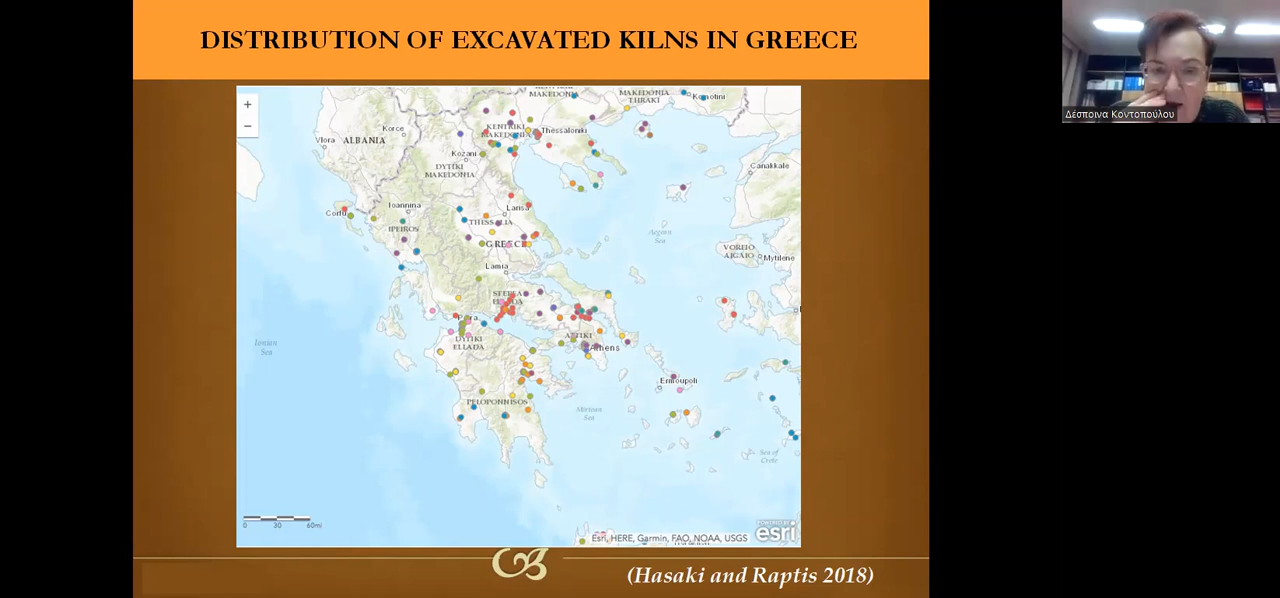 DISTRIBUTION OF EXCAVATED KILNS IN GREECE
Δέσποινα Κοντοπούλου
+
−
MAKEDONIA
MAKEDONIA
THRAKI
Komotini
Korce
Vlora
ALBANIA
KENTRIKI
MAKEDONIA
Thessaloniki
Kozani
DYTIKI
MAKEDONIA
Canakkale
Ioannina
Larisa
Corfu
IPEIROS
THESSALIA
Aegean
Sea
GREECE
VOREIO
AIGAIO
Mytilene
Lamia
STEREA
ELLADA
Ionian
Sea
DYTIKI
ELLADA
ATTIKI
Athens
Ermoupoli
PELOPONNISOS
Mirtoan
Sea
Sea of
Crete
0 30 60mi
POWERED BY
esri
Esri, HERE, Garmin, FAO, NOAA, USGS
(Hasaki and Raptis 2018)